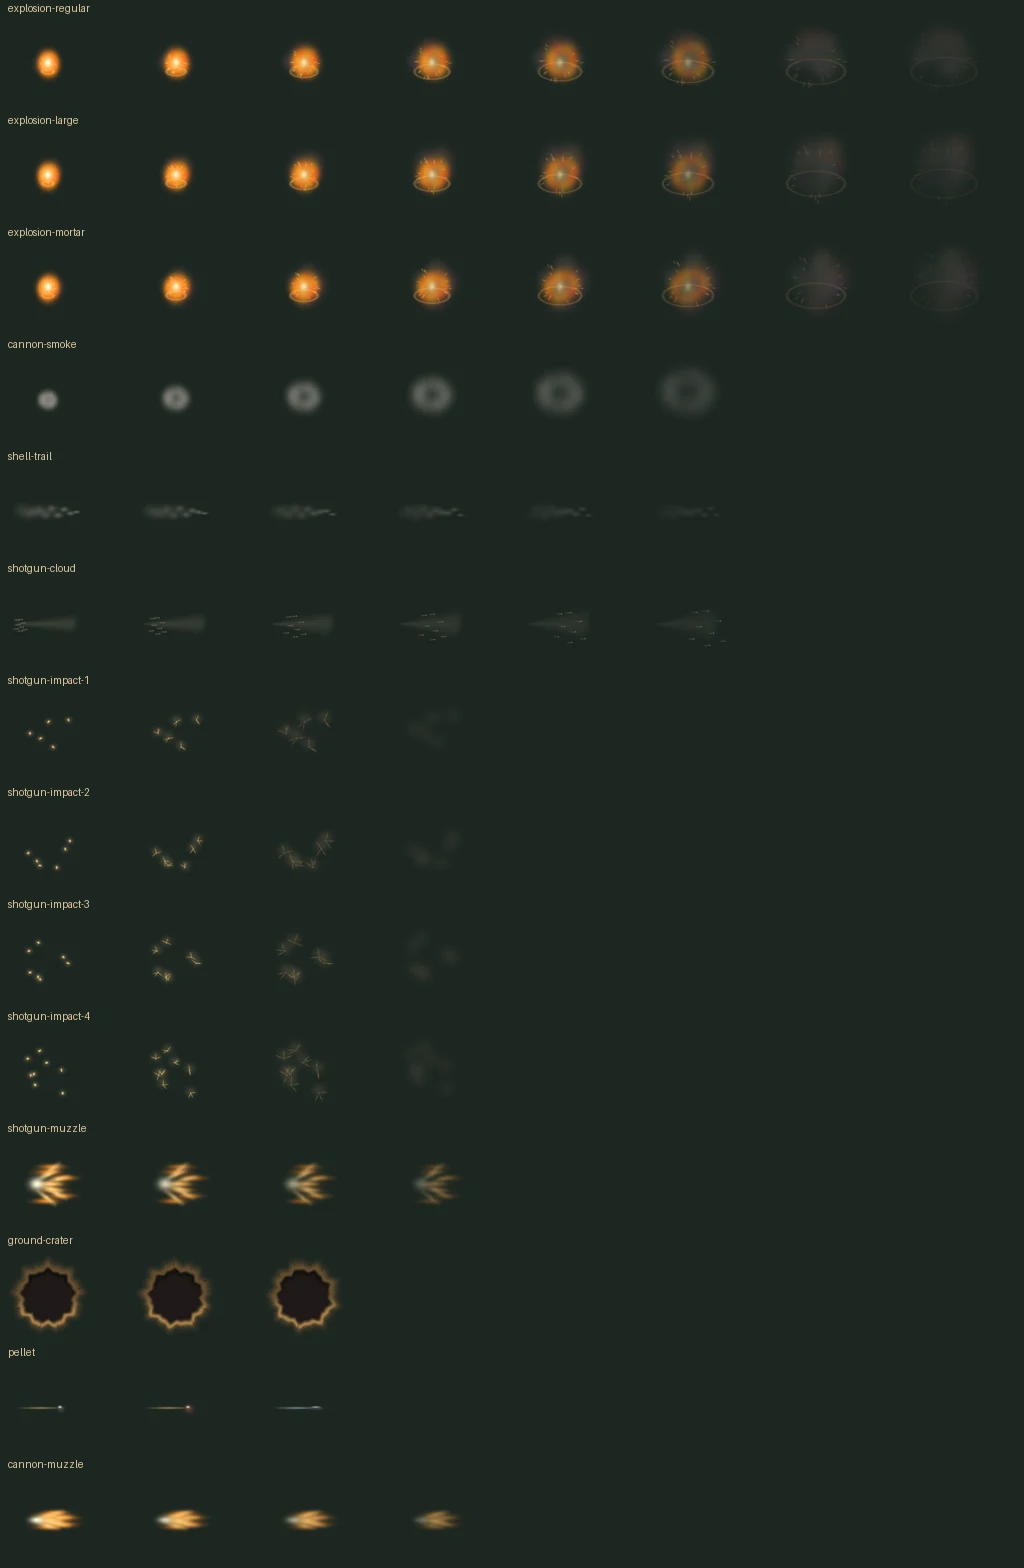 explosion-regular
explosion-large
explosion-mortar
cannon-smoke
shell-trail
shotgun-cloud
shotgun-impact-1
shotgun-impact-2
shotgun-impact-3
shotgun-impact-4
shotgun-muzzle
ground-crater
pellet
cannon-muzzle